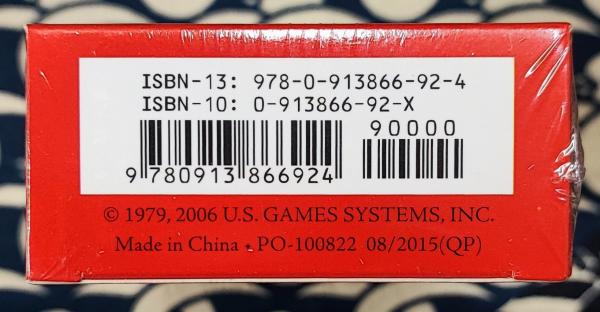 ISBN-13: 978-0-913866-92-4
ISBN-10: 0-913866-92-X
90000
9 780913 866924
© 1979, 2006 U.S. GAMES SYSTEMS, INC.
Made in China • PO-100822 08/2015(QP)